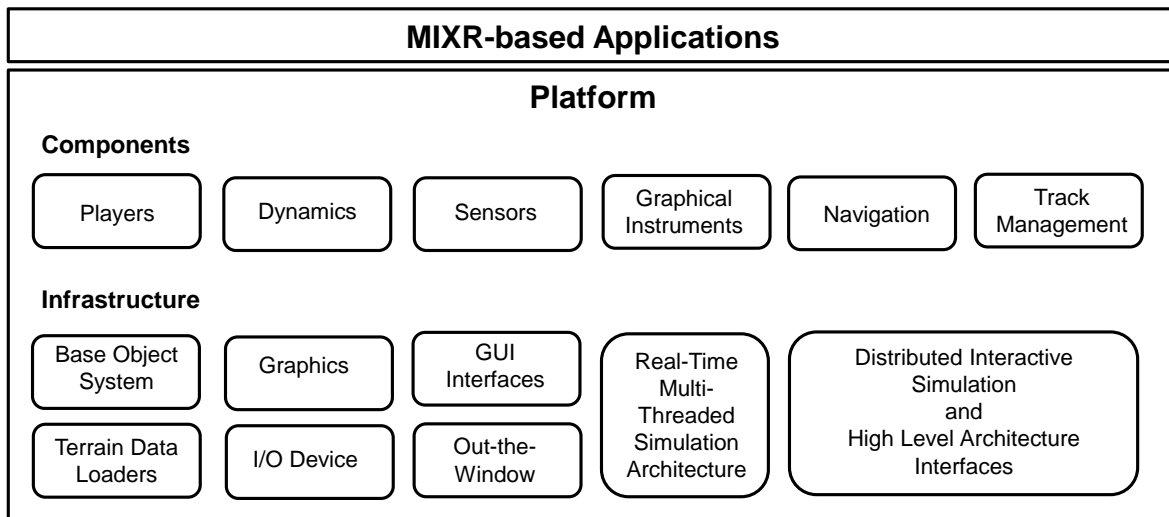 MIXR-based Applications
Platform
Components
Players
Dynamics
Sensors
Graphical
Instruments
Navigation
Track
Management
Infrastructure
Base Object
System
Graphics
GUI
Interfaces
Real-Time
Multi-
Threaded
Simulation
Architecture
Distributed Interactive
Simulation
and
High Level Architecture
Interfaces
Terrain Data
Loaders
I/O Device
Out-the-
Window